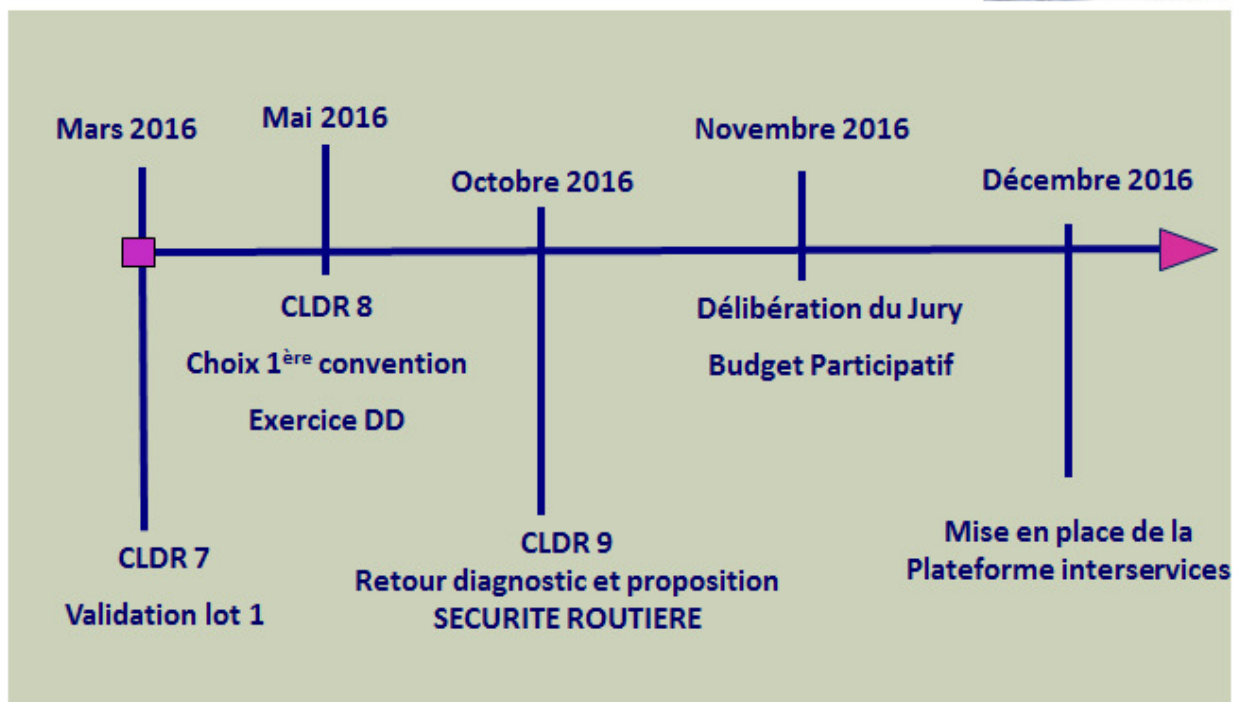 Mars 2016
Mai 2016
Octobre 2016
Novembre 2016
Décembre 2016
CLDR 7
Validation lot 1
CLDR 8
Choix 1ère convention
Exercice DD
CLDR 9
Retour diagnostic et proposition
SECURITE ROUTIERE
Délibération du Jury
Budget Participatif
Mise en place de la
Plateforme interservices